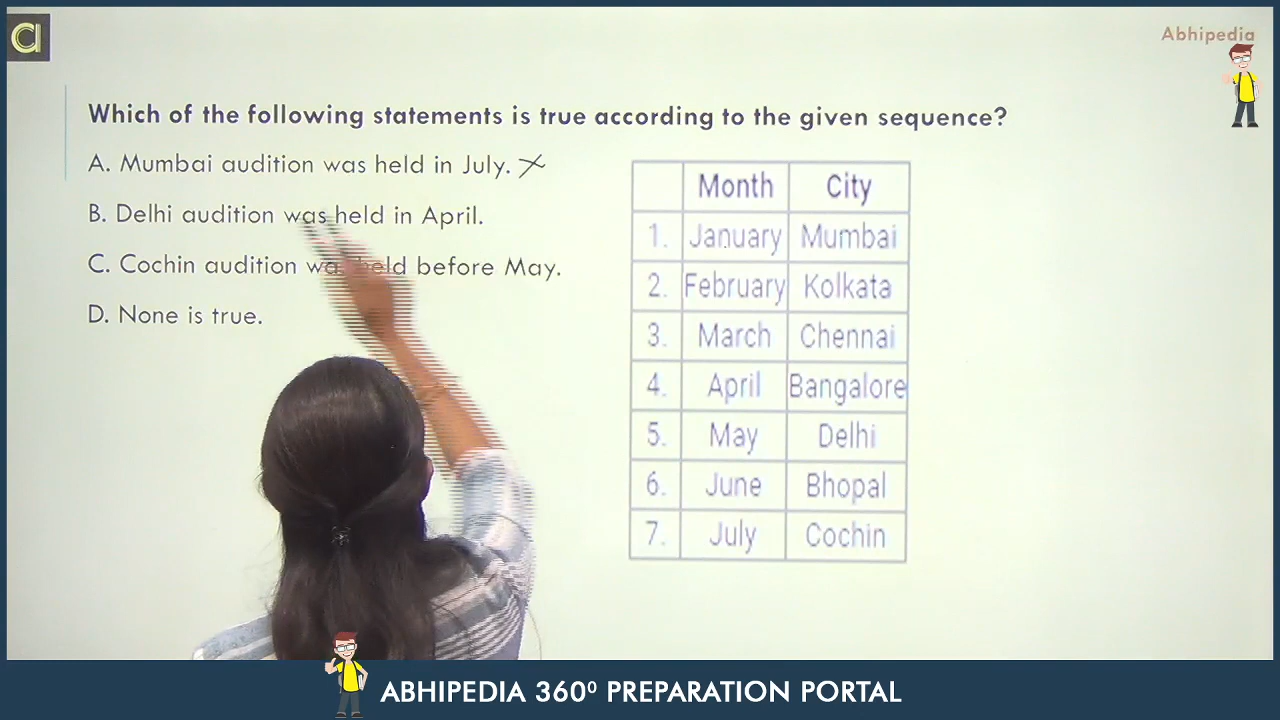 a
Abhipedia
Which of the following statements is true according to the given sequence?
A. Mumbai audition was held in July.
B. Delhi audition was held in April.
C. Cochin audition was held before May.
D. None is true.
Month City
1. January Mumbai
2. February Kolkata
3. March Chennai
4. April Bangalore
5. May Delhi
6. June Bhopal
7. July Cochin
ABHIPEDIA 360⁰ PREPARATION PORTAL